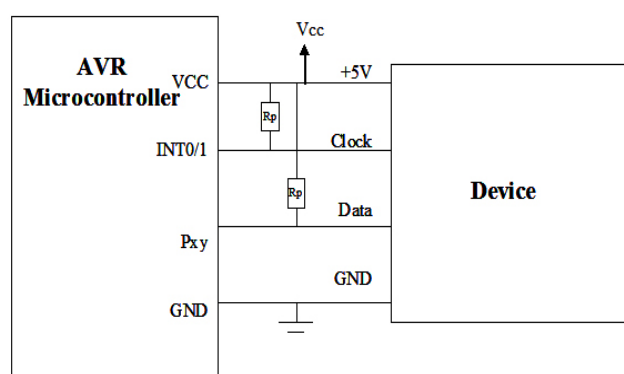 Vcc
AVR
Microcontroller
VCC
+5V
Rp
INT0/1
Clock
Rp
Device
Data
Pxy
GND
GND